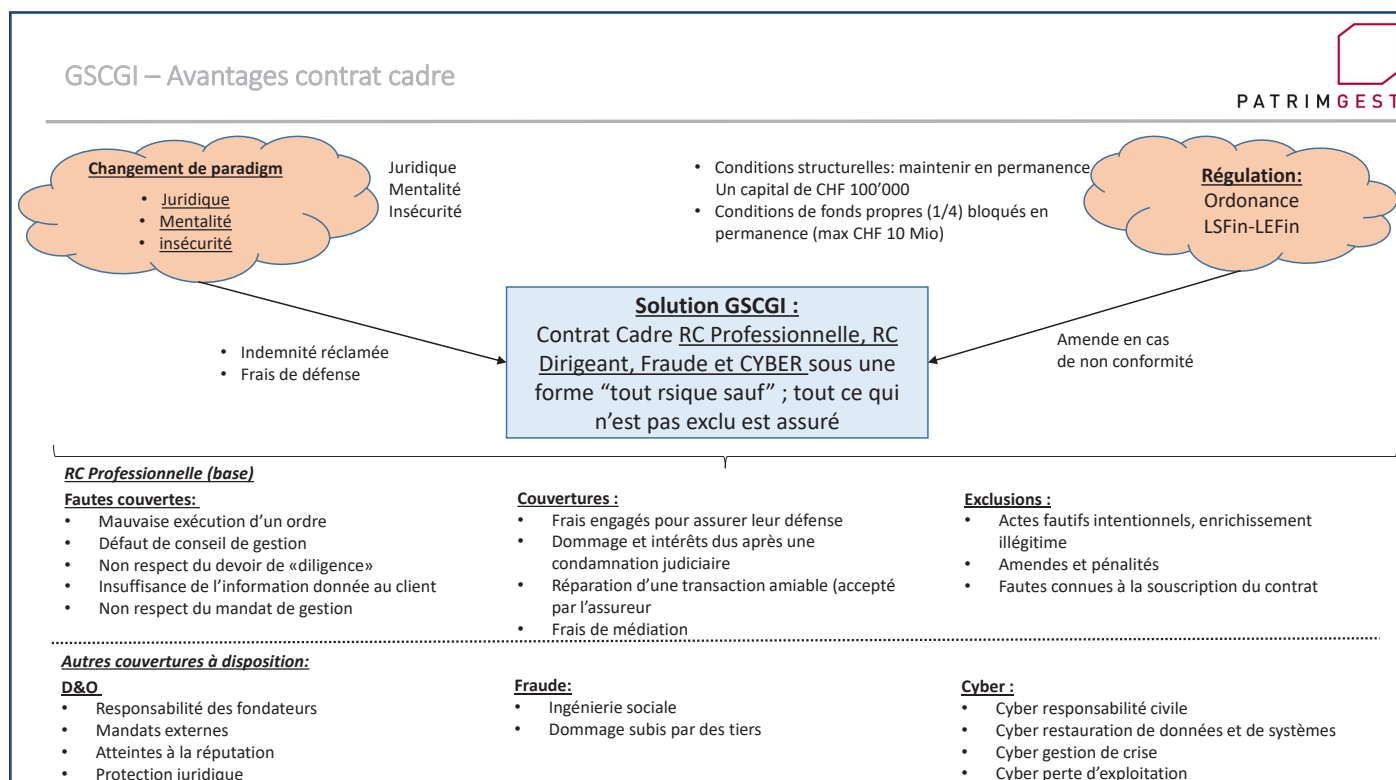 GSCGI – Avantages contrat cadre
PATRIMGEST
Changement de paradigm
• Juridique
• Mentalité
• insécurité
Juridique
Mentalité
Insécurité
• Conditions structurelles: maintenir en permanence
Un capital de CHF 100'000
• Conditions de fonds propres (1/4) bloqués en
permanence (max CHF 10 Mio)
Régulation:
Ordonance
LSFin-LEFin
• Indemnité réclamée
• Frais de défense
Solution GSCGI :
Contrat Cadre RC Professionnelle, RC
Dirigeant, Fraude et CYBER sous une
forme “tout rsique sauf” ; tout ce qui
n'est pas exclu est assuré
Amende en cas
de non conformité
RC Professionnelle (base)
Fautes couvertes:
• Mauvaise exécution d'un ordre
• Défaut de conseil de gestion
• Non respect du devoir de «diligence»
• Insuffisance de l'information donnée au client
• Non respect du mandat de gestion
Couvertures :
• Frais engagés pour assurer leur défense
• Dommage et intérêts dus après une
condamnation judiciaire
• Réparation d'une transaction amiable (accepté
par l'assureur
• Frais de médiation
Exclusions :
• Actes fautifs intentionnels, enrichissement
illégitime
• Amendes et pénalités
• Fautes connues à la souscription du contrat
Autres couvertures à disposition:
D&O
• Responsabilité des fondateurs
• Mandats externes
• Atteintes à la réputation
• Protection juridique
Fraude:
• Ingénierie sociale
• Dommage subis par des tiers
Cyber :
• Cyber responsabilité civile
• Cyber restauration de données et de systèmes
• Cyber gestion de crise
• Cyber perte d'exploitation